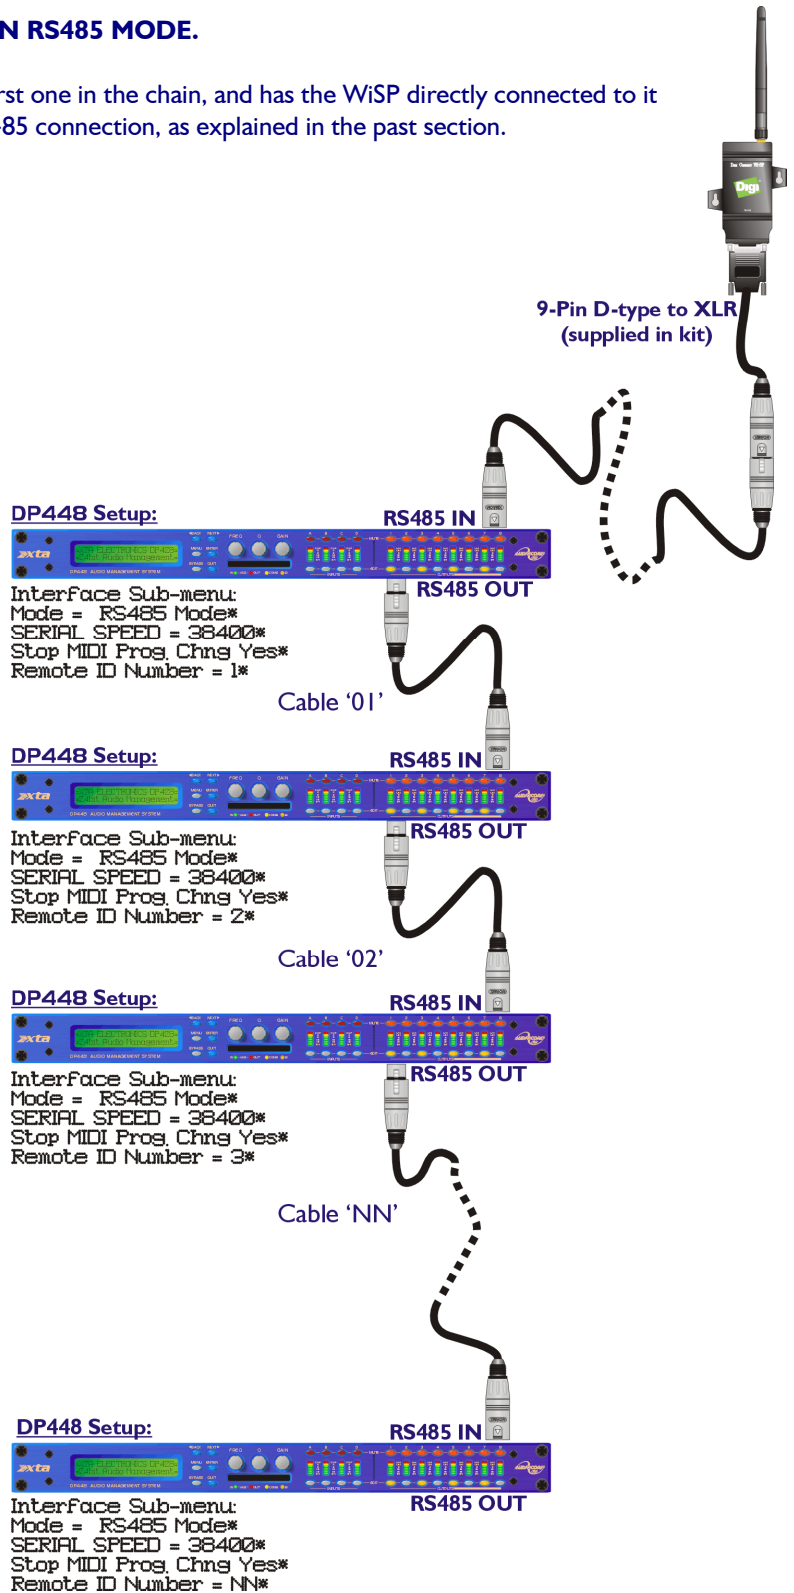 N RS485 MODE.
rst one in the chain, and has the WiSP directly connected to it
85 connection, as explained in the past section.
Digi
9-Pin D-type to XLR
(supplied in kit)
DP448 Setup:
RS485 IN
xta
RS485 OUT
Interface Sub-menu:
Mode = RS485 Mode*
SERIAL SPEED = 38400*
Stop MIDI Prog. Chng Yes*
Remote ID Number = 1*
Cable ‘01’
DP448 Setup:
RS485 IN
xta
RS485 OUT
Interface Sub-menu:
Mode = RS485 Mode*
SERIAL SPEED = 38400*
Stop MIDI Prog. Chng Yes*
Remote ID Number = 2*
Cable ‘02’
DP448 Setup:
RS485 IN
xta
RS485 OUT
Interface Sub-menu:
Mode = RS485 Mode*
SERIAL SPEED = 38400*
Stop MIDI Prog. Chng Yes*
Remote ID Number = 3*
Cable ‘NN’
DP448 Setup:
RS485 IN
xta
RS485 OUT
Interface Sub-menu:
Mode = RS485 Mode*
SERIAL SPEED = 38400*
Stop MIDI Prog. Chng Yes*
Remote ID Number = NN*